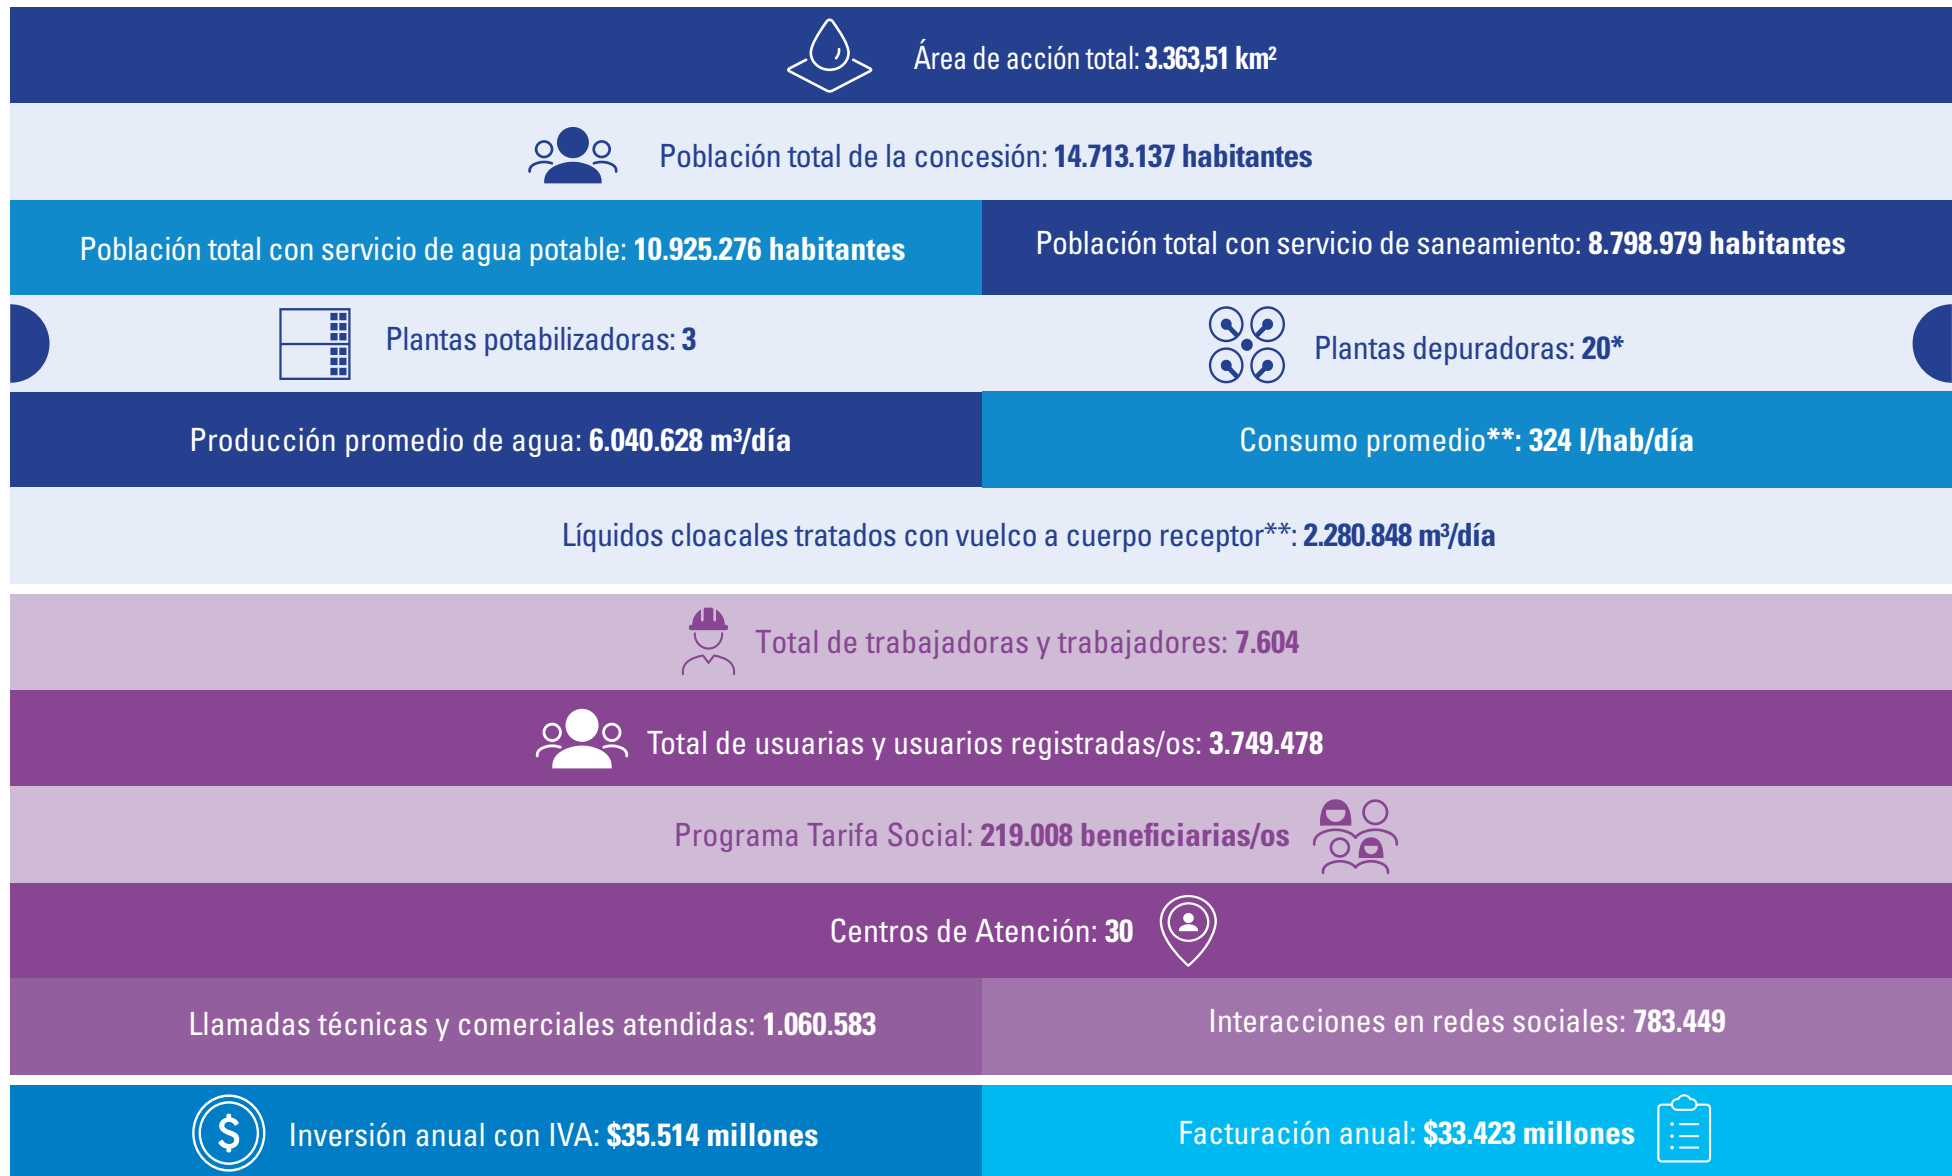 Área de acción total: 3.363,51 km²
Población total de la concesión: 14.713.137 habitantes
Población total con servicio de agua potable: 10.925.276 habitantes
Población total con servicio de saneamiento: 8.798.979 habitantes
Plantas potabilizadoras: 3
Plantas depuradoras: 20*
Producción promedio de agua: 6.040.628 m³/día
Consumo promedio**: 324 l/hab/día
Líquidos cloacales tratados con vuelco a cuerpo receptor**: 2.280.848 m³/día
Total de trabajadoras y trabajadores: 7.604
Total de usuarias y usuarios registradas/os: 3.749.478
Programa Tarifa Social: 219.008 beneficiarias/os
Centros de Atención: 30
Llamadas técnicas y comerciales atendidas: 1.060.583
Interacciones en redes sociales: 783.449
$
Inversión anual con IVA: $35.514 millones
Facturación anual: $33.423 millones